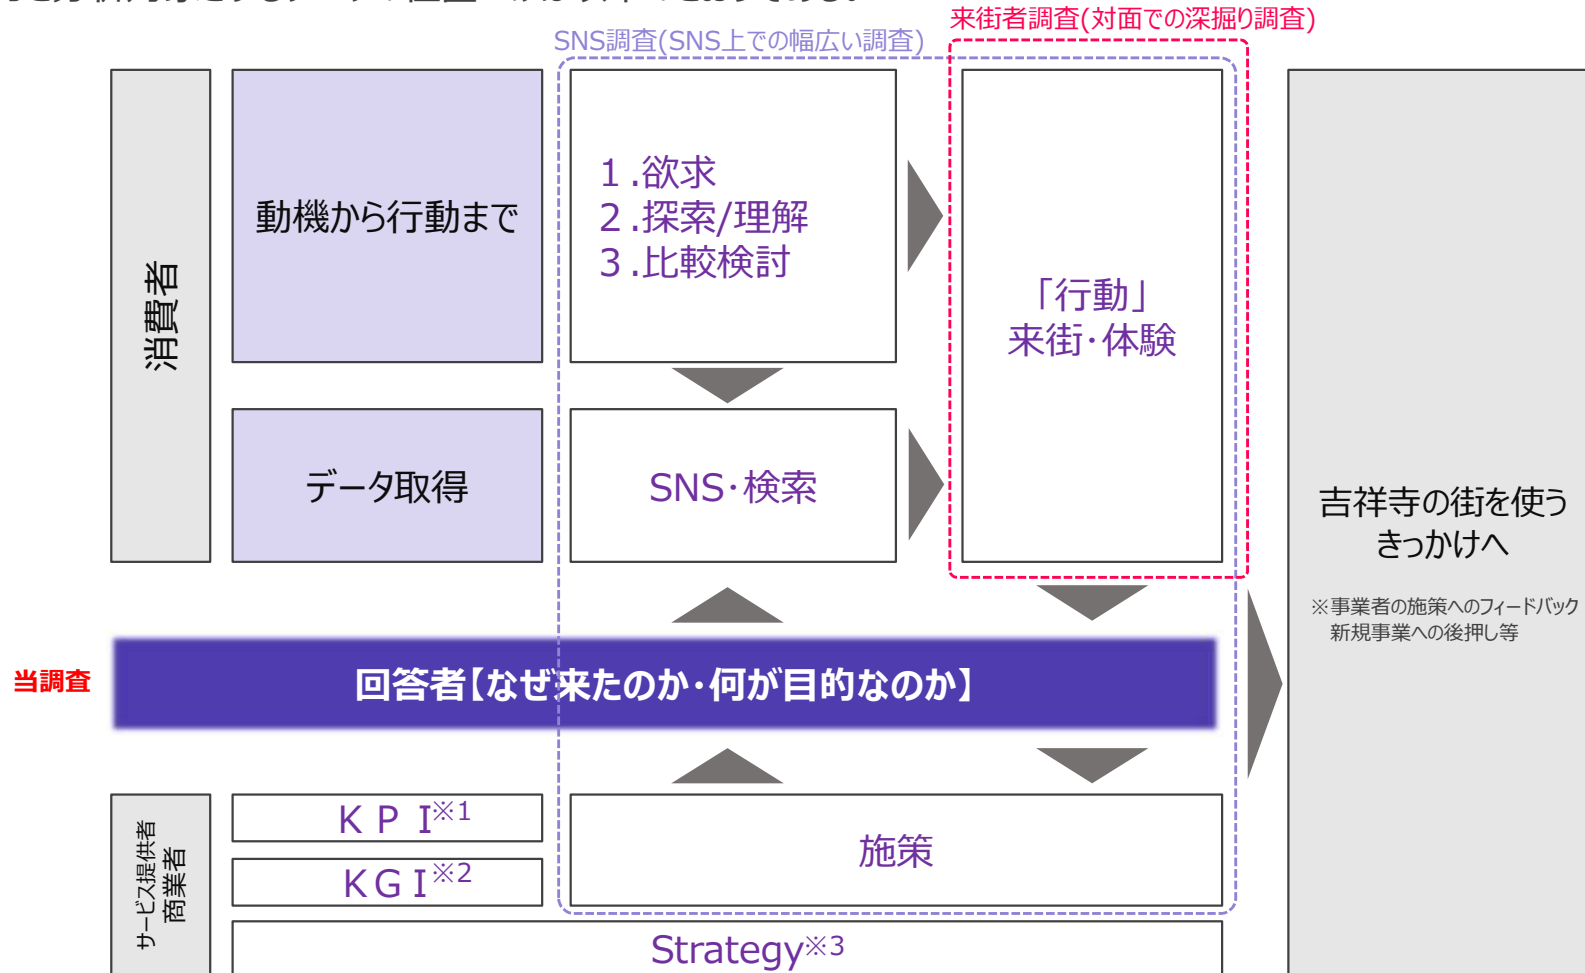 来街者調査(対面での深掘り調査)
SNS調査(SNS上での幅広い調査)
消費者
動機から行動まで
1.欲求
2.探索/理解
3.比較検討
「行動」
来街・体験
データ取得
SNS・検索
吉祥寺の街を使う
きっかけへ
※事業者の施策へのフィードバック
新規事業への後押し等
当調査
回答者【なぜ来たのか・何が目的なのか】
サービス提供者
商業者
KPI※1
KGI※2
施策
Strategy※3